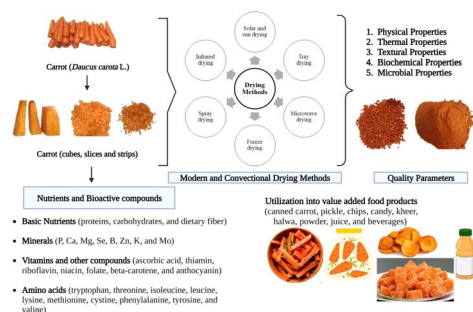 Carrot (Daucus carota L.)
Carrot (cubes, slices and strips)
Nutrients and Bioactive compounds
• Basic Nutrients (proteins, carbohydrates, and dietary fiber)
• Minerals (P, Ca, Mg, Se, B, Zn, K, and Mo)
• Vitamins and other compounds (ascorbic acid, thiamin,
riboflavin, niacin, folate, beta-carotene, and anthocyanin)
• Amino acids (tryptophan, threonine, isoleucine, leucine,
lysine, methionine, cystine, phenylalanine, tyrosine, and
valine)
Solar and
sun drying
Infrared
drying
Tray
drying
Drying
Methods
Spray
drying
Microwave
drying
Freeze
drying
Modern and Convectional Drying Methods
1. Physical Properties
2. Thermal Properties
3. Textural Properties
4. Biochemical Properties
5. Microbial Properties
Quality Parameters
Utilization into value added food products
(canned carrot, pickle, chips, candy, kheer,
halwa, powder, juice, and beverages)